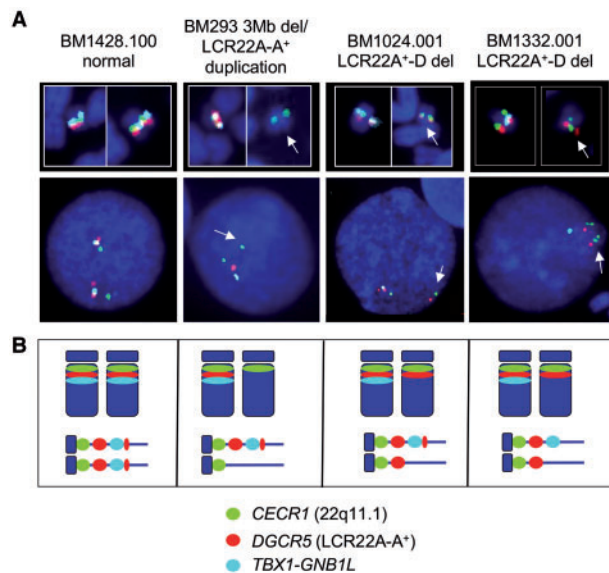 A
BM1428.100
normal
BM293 3Mb del/
LCR22A-A⁺
duplication
BM1024.001
LCR22A⁺-D del
BM1332.001
LCR22A⁺-D del
B
CECR1 (22q11.1)
DGCR5 (LCR22A-A⁺)
TBX1-GNB1L